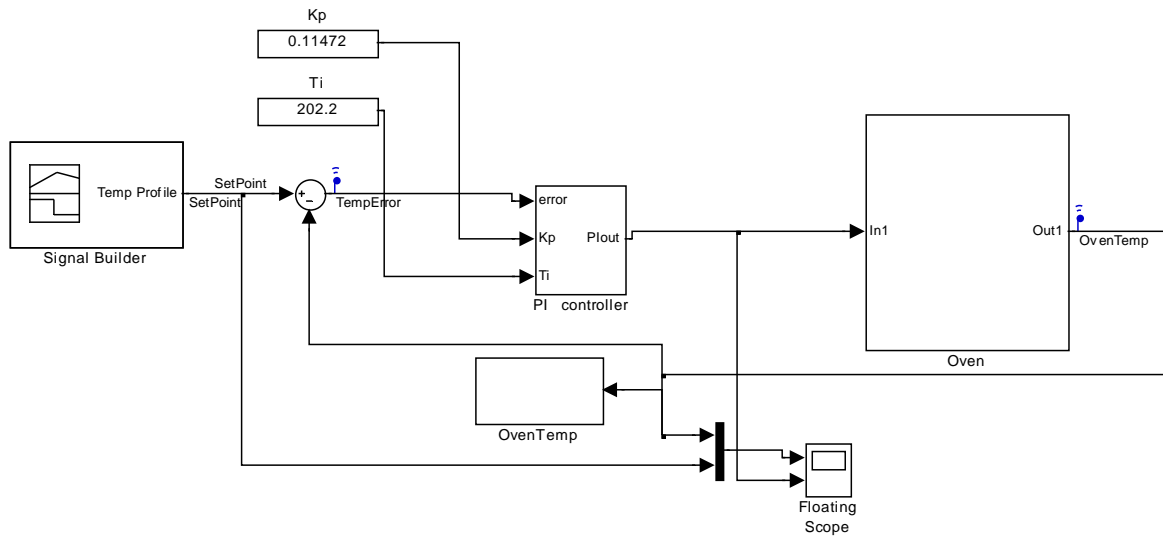 Kp
0.11472
Ti
202.2
Temp Profile
Signal Builder
SetPoint
SetPoint
+
−
TempError
error
Kp
Ti
PIout
PI controller
In1
Out1
Oven
OvenTemp
OvenTemp
Floating
Scope